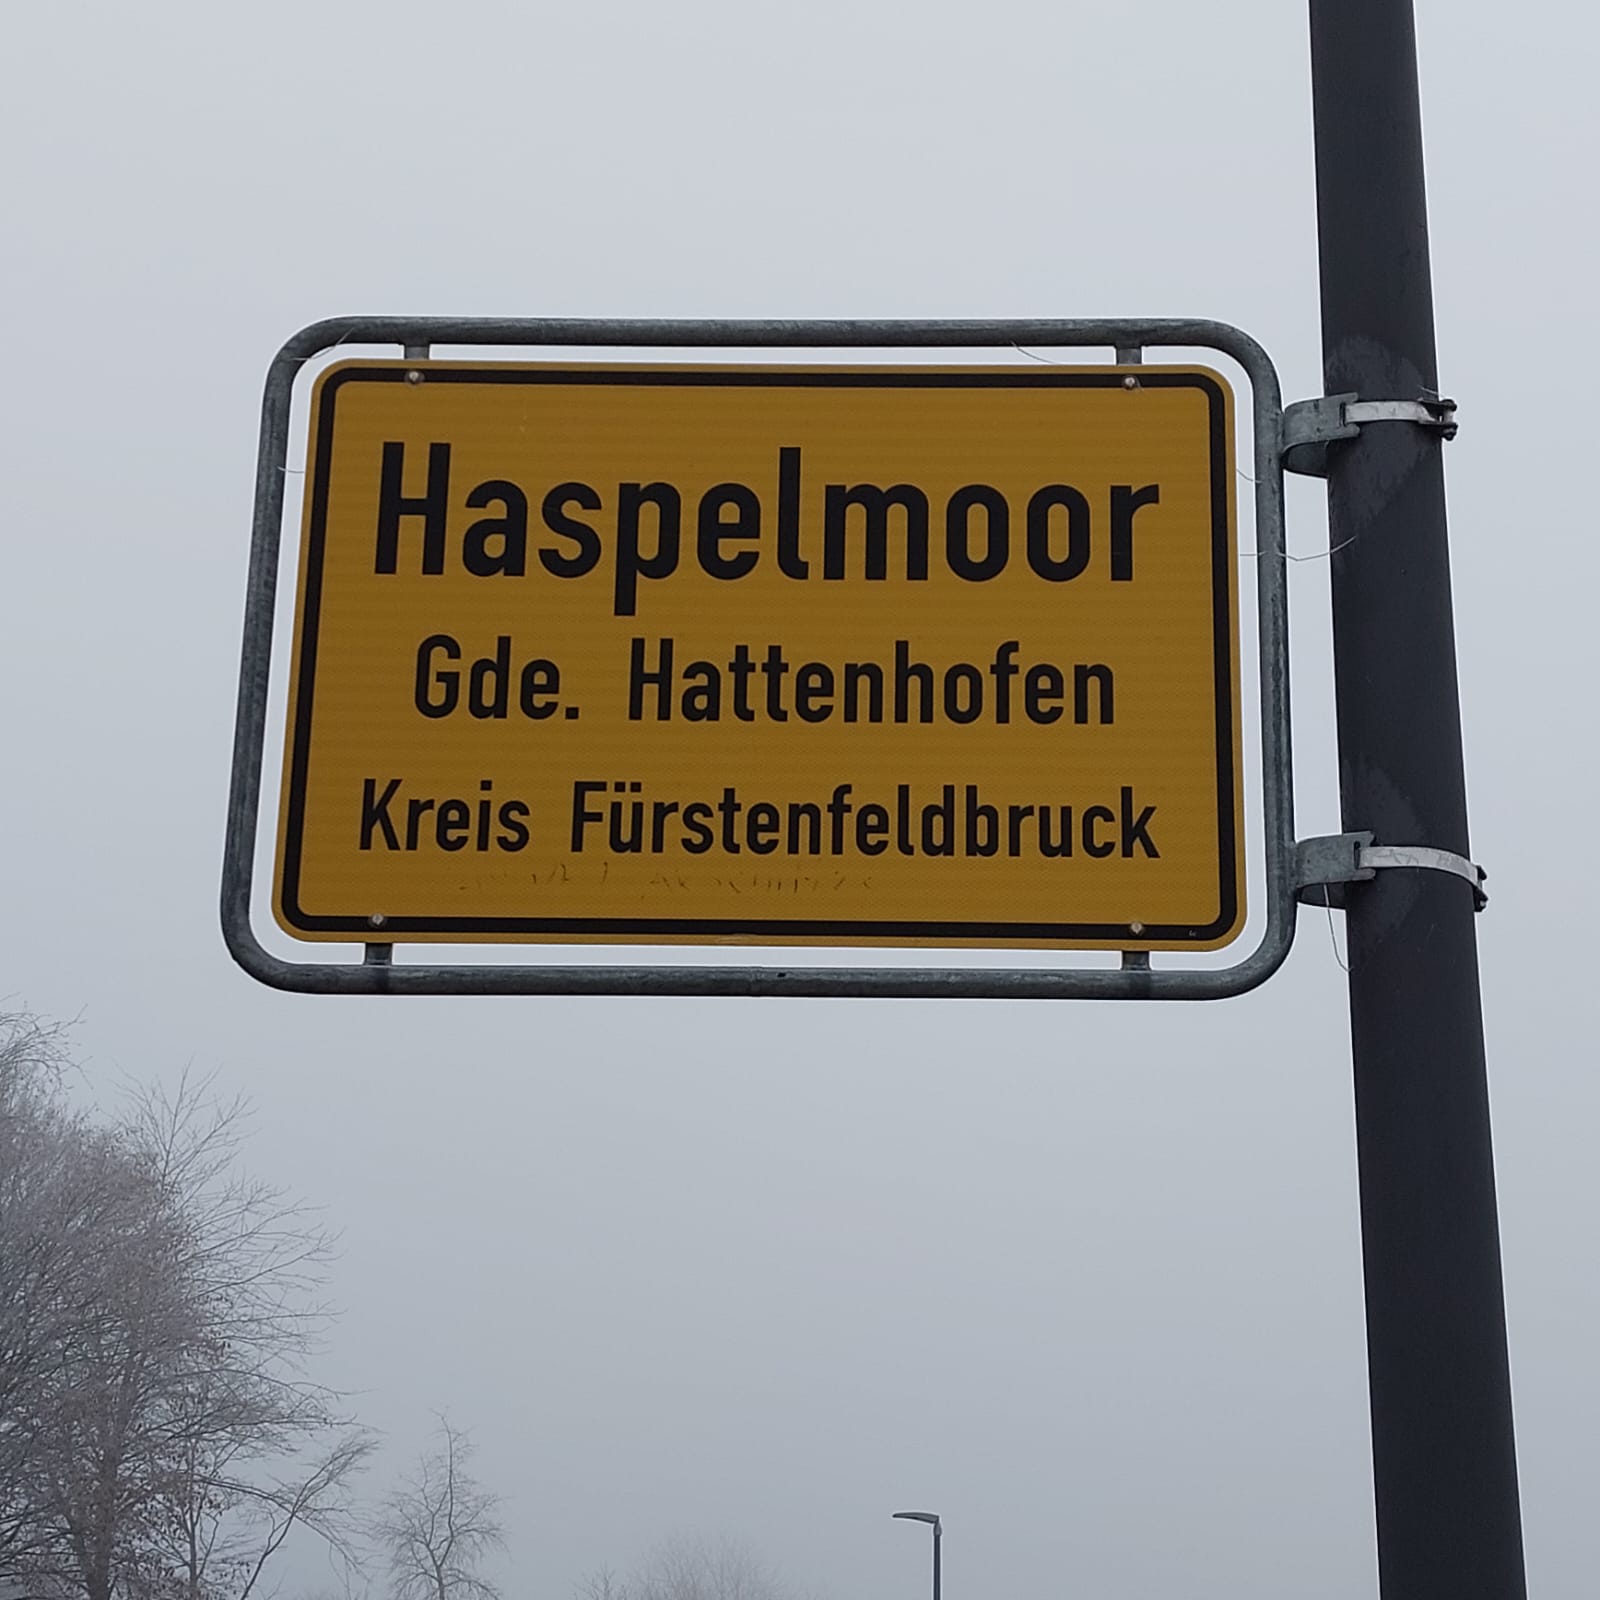 Haspelmoor
Gde. Hattenhofen
Kreis Fürstenfeldbruck